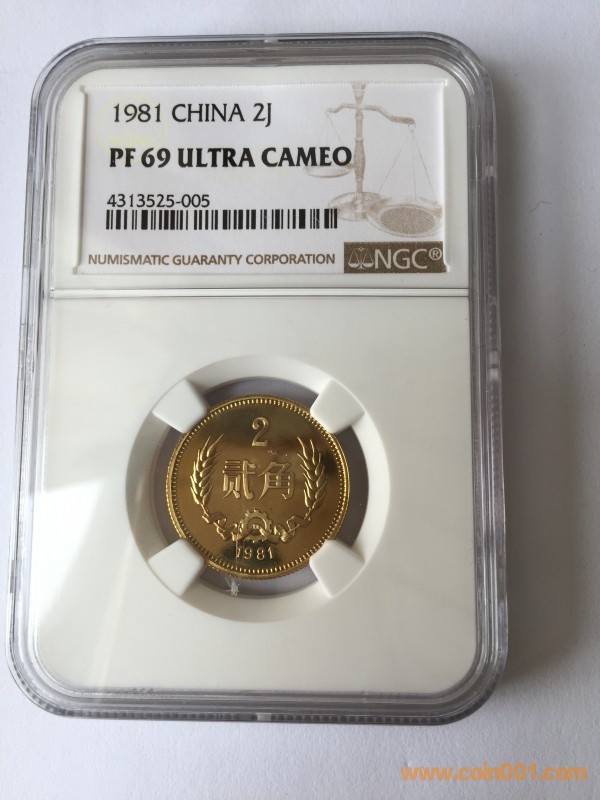 1981 CHINA 2J
PF 69 ULTRA CAMEO
4313525-005
NUMISMATIC GUARANTY CORPORATION
NGC®
2
贰角
1981
www.coin001.com